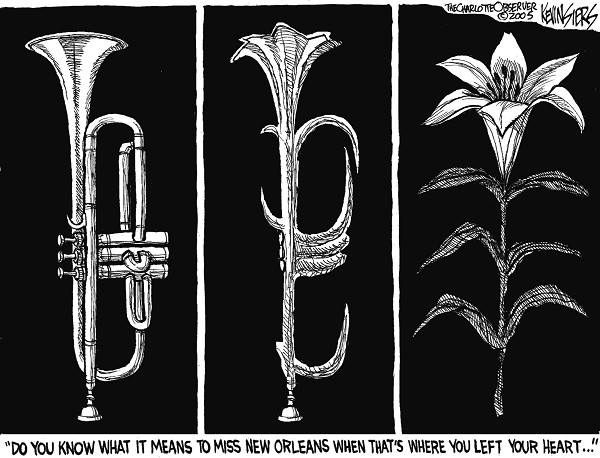 THE CHARLOTTE OBSERVER
© 2005
KEVIN SIERS
"DO YOU KNOW WHAT IT MEANS TO MISS NEW ORLEANS WHEN THAT'S WHERE YOU LEFT YOUR HEART..."